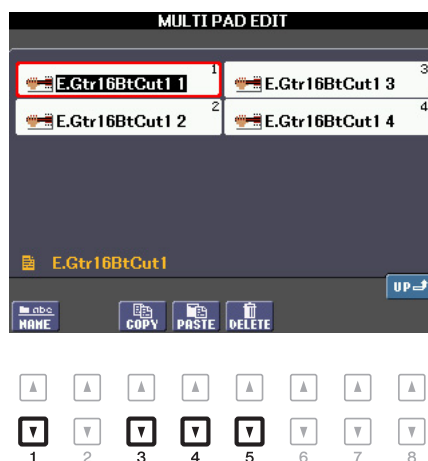 MULTI PAD EDIT
E.Gtr16BtCut1 1
1
E.Gtr16BtCut1 3
3
E.Gtr16BtCut1 2
2
E.Gtr16BtCut1 4
4
E.Gtr16BtCut1
UP
abc
NAME
COPY
PASTE
DELETE
1 2 3 4 5 6 7 8